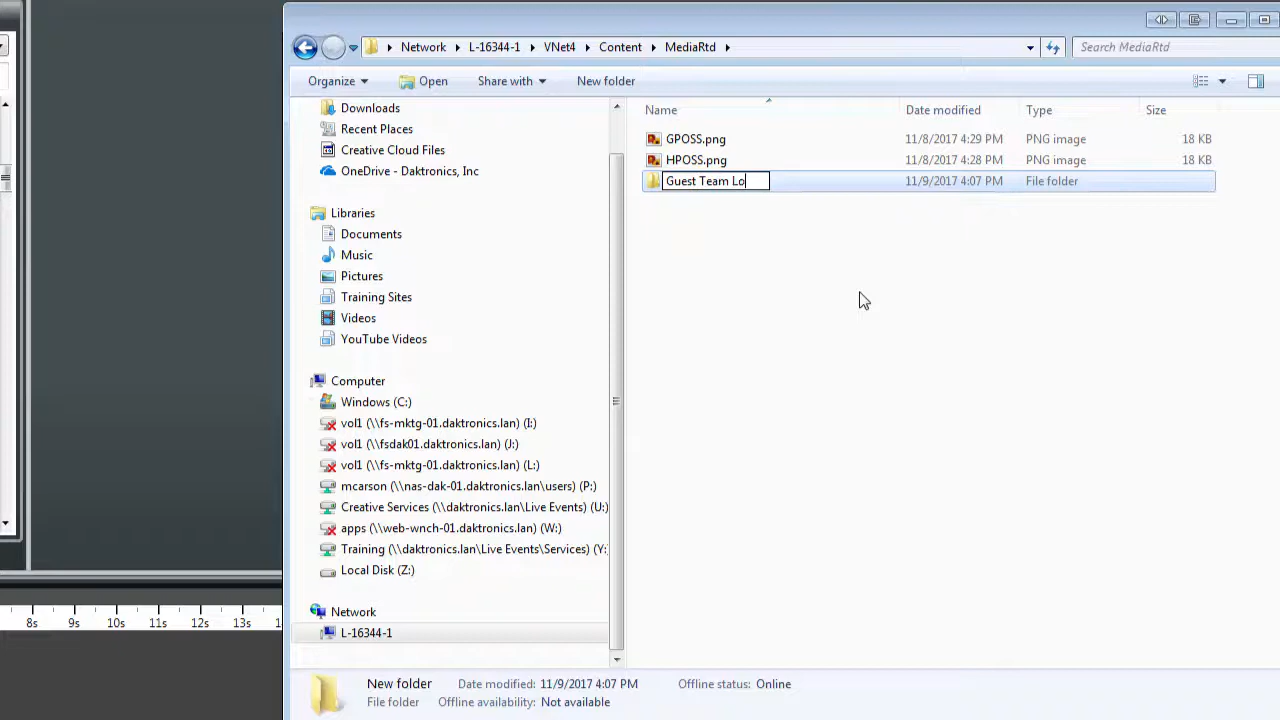 Network L-16344-1 VNet4 Content MediaRtd Search MediaRtd
Organize Open Share with New folder
Name Date modified Type Size
Downloads
Recent Places
Creative Cloud Files
OneDrive - Daktronics, Inc
Libraries
Documents
Music
Pictures
Training Sites
Videos
YouTube Videos
Computer
Windows (C:)
vol1 (\\fs-mktg-01.daktronics.lan) (I:)
vol1 (\\fsdak01.daktronics.lan) (J:)
vol1 (\\fs-mktg-01.daktronics.lan) (L:)
mcarson (\\nas-dak-01.daktronics.lan\users) (P:)
Creative Services (\\daktronics.lan\Live Events) (U:)
apps (\\web-wnch-01.daktronics.lan) (W:)
Training (\\daktronics.lan\Live Events\Services) (Y:
Local Disk (Z:)
Network
L-16344-1
GPOSS.png 11/8/2017 4:29 PM PNG image 18 KB
HPOSS.png 11/8/2017 4:28 PM PNG image 18 KB
Guest Team Lo 11/9/2017 4:07 PM File folder
8s 9s 10s 11s 12s 13s 1
New folder Date modified: 11/9/2017 4:07 PM Offline status: Online
File folder Offline availability: Not available